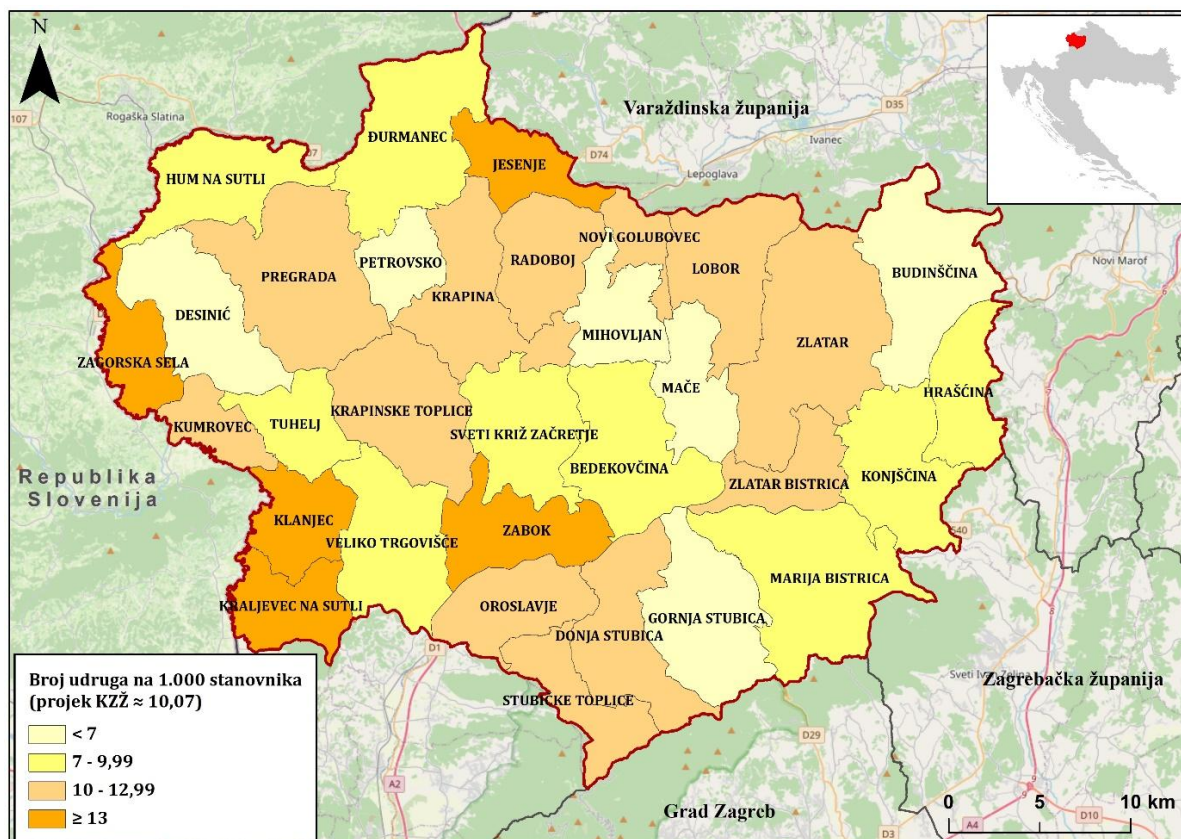 N
107
Rogaška Slatina
107
Varaždinska županija
D35
Ivanec
D74
Lepoglava
ĐURMANEC
JESENJE
HUM NA SUTLI
NOVI GOLUBOVEC
PETROVSKO
RADOBOJ
LOBOR
BUDINŠČINA
Novi Marof
PREGRADA
KRAPINA
DESINIĆ
MIHOVLJAN
ZLATAR
ZAGORSKA SELA
MAČE
HRAŠĆINA
KRAPINSKE TOPLICE
KUMROVEC
TUHELJ
SVETI KRIŽ ZAČRETJE
BEDEKOVČINA
KONJŠČINA
ZLATAR BISTRICA
Republika
Slovenija
KLANJEC
ZABOK
VELIKO TRGOVIŠĆE
MARIJA BISTRICA
KRALJEVEC NA SUTLI
OROSLAVJE
GORNJA STUBICA
DONJA STUBICA
D1
STUBIČKE TOPLICE
Sveti Ivan Zelina
Zagrebačka županija
D29
A2
Grad Zagreb
Broj udruga na 1.000 stanovnika
(projek KZŽ ≈ 10,07)
< 7
7 - 9,99
10 - 12,99
≥ 13
0 5 10 km
A4
D10